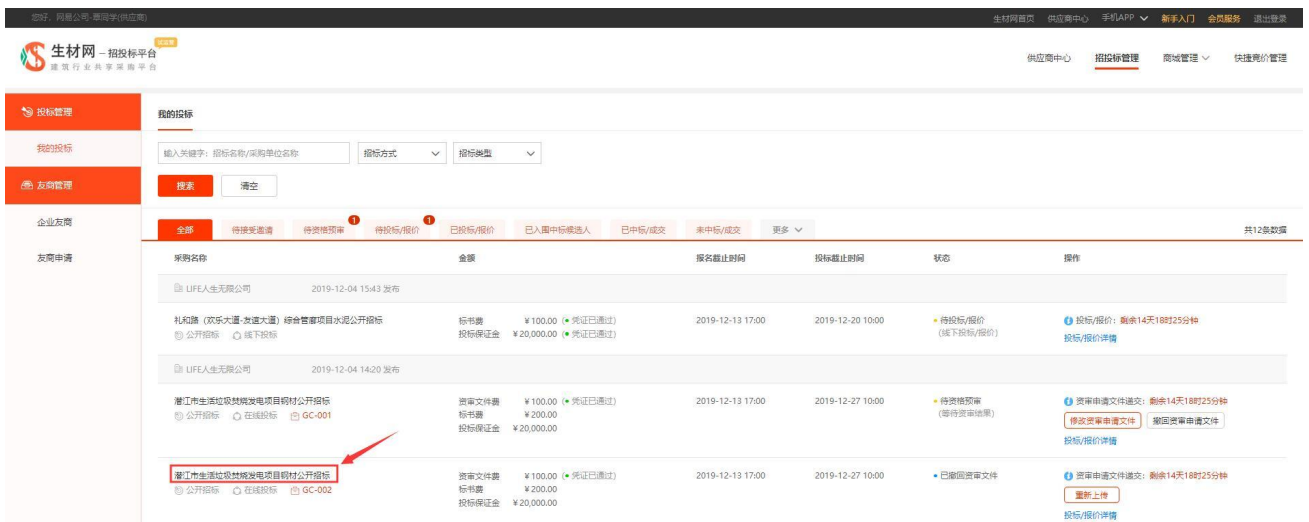 您好，网易公司-章同学(供应商)
生材网首页 供应商中心 手机APP 新手入门 会员服务 退出登录
生材网 - 招投标平台
建筑行业共享采购平台
供应商中心 招投标管理 商城管理 快捷竞价管理
投标管理
我的投标
友商管理
企业友商
友商申请
我的投标
输入关键字：招标名称/采购单位名称 招标方式 招标类型
搜索 清空
全部 待接受邀请 待资格预审 1 待投标/报价 1 已投标/报价 已入围中标候选人 已中标/成交 未中标/成交 更多 共12条数据
采购名称 金额 报名截止时间 投标截止时间 状态 操作
LIFE人生无限公司 2019-12-04 15:43 发布
礼和路（欢乐大道-友谊大道）综合管廊项目水泥公开招标 标书费 ¥100.00 (● 凭证已通过) 2019-12-13 17:00 2019-12-20 10:00 待投标/报价 投标/报价：剩余14天18时25分钟
公开招标 线下投标 投标保证金 ¥20,000.00 (● 凭证已通过) (线下投标/报价) 投标/报价详情
LIFE人生无限公司 2019-12-04 14:20 发布
潜江市生活垃圾焚烧发电项目钢材公开招标 资审文件费 ¥100.00 (● 凭证已通过) 2019-12-13 17:00 2019-12-27 10:00 待资格预审 资审申请文件递交：剩余14天18时25分钟
公开招标 在线投标 GC-001 标书费 ¥200.00 (等待资审结果) 修改资审申请文件 撤回资审申请文件
投标保证金 ¥20,000.00 投标/报价详情
潜江市生活垃圾焚烧发电项目钢材公开招标 资审文件费 ¥100.00 (● 凭证已通过) 2019-12-13 17:00 2019-12-27 10:00 已撤回资审文件 资审申请文件递交：剩余14天18时25分钟
公开招标 在线投标 GC-002 标书费 ¥200.00 重新上传
投标保证金 ¥20,000.00 投标/报价详情